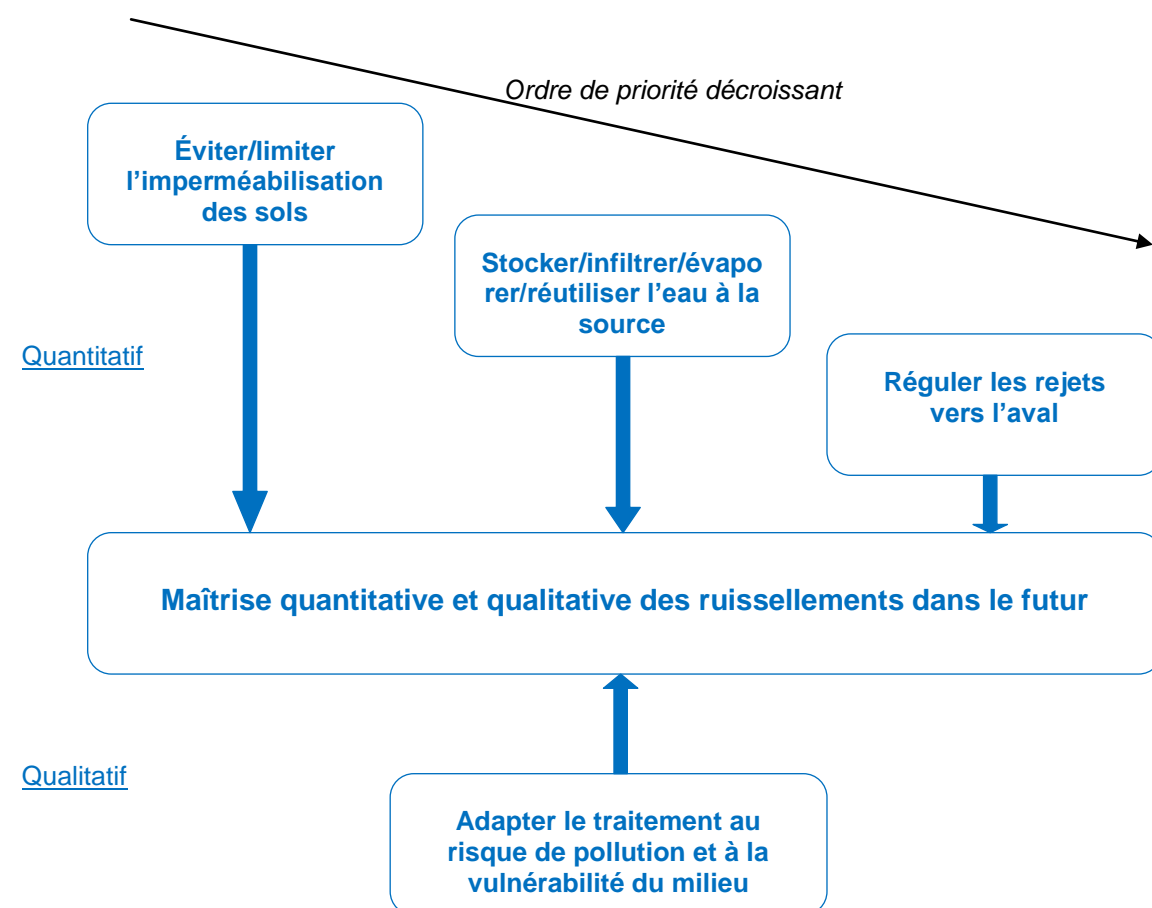 Ordre de priorité décroissant
Éviter/limiter
l’imperméabilisation
des sols
Stocker/infiltrer/évapo
rer/réutiliser l’eau à la
source
Quantitatif
Réguler les rejets
vers l’aval
Maîtrise quantitative et qualitative des ruissellements dans le futur
Qualitatif
Adapter le traitement au
risque de pollution et à la
vulnérabilité du milieu